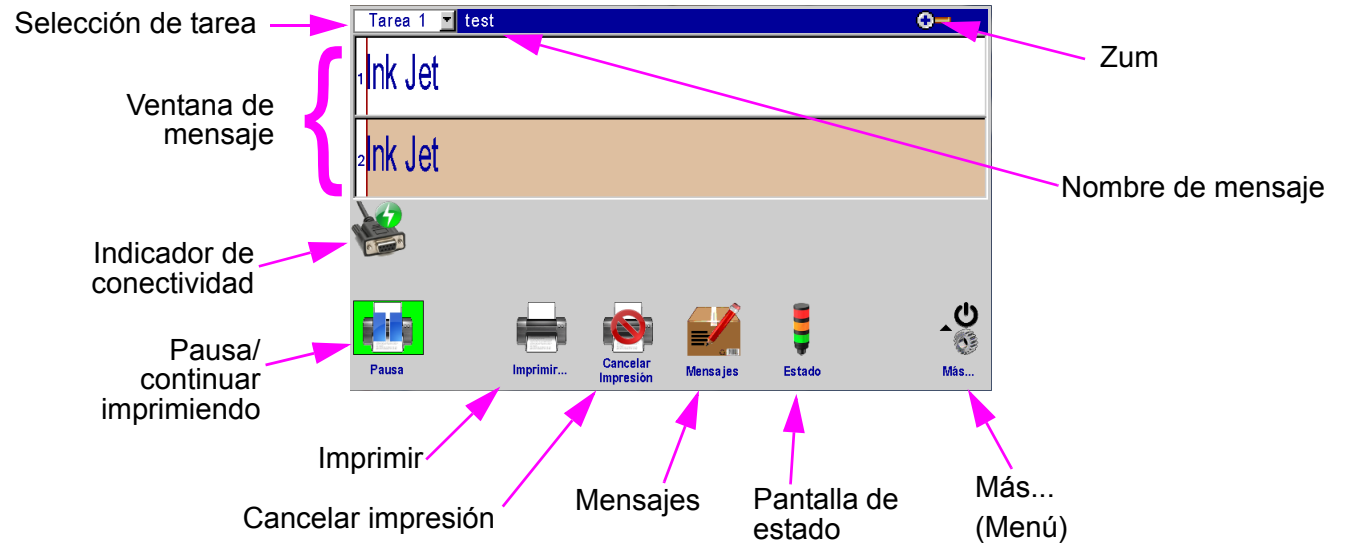 Selección de tarea
Tarea 1
test
Zum
1
Ink Jet
Ventana de
mensaje
2
Ink Jet
Nombre de mensaje
Indicador de
conectividad
Pausa/
continuar
imprimiendo
Pausa
Imprimir...
Cancelar
Impresión
Mensajes
Estado
Más...
Imprimir
Cancelar impresión
Mensajes
Pantalla de
estado
Más...
(Menú)